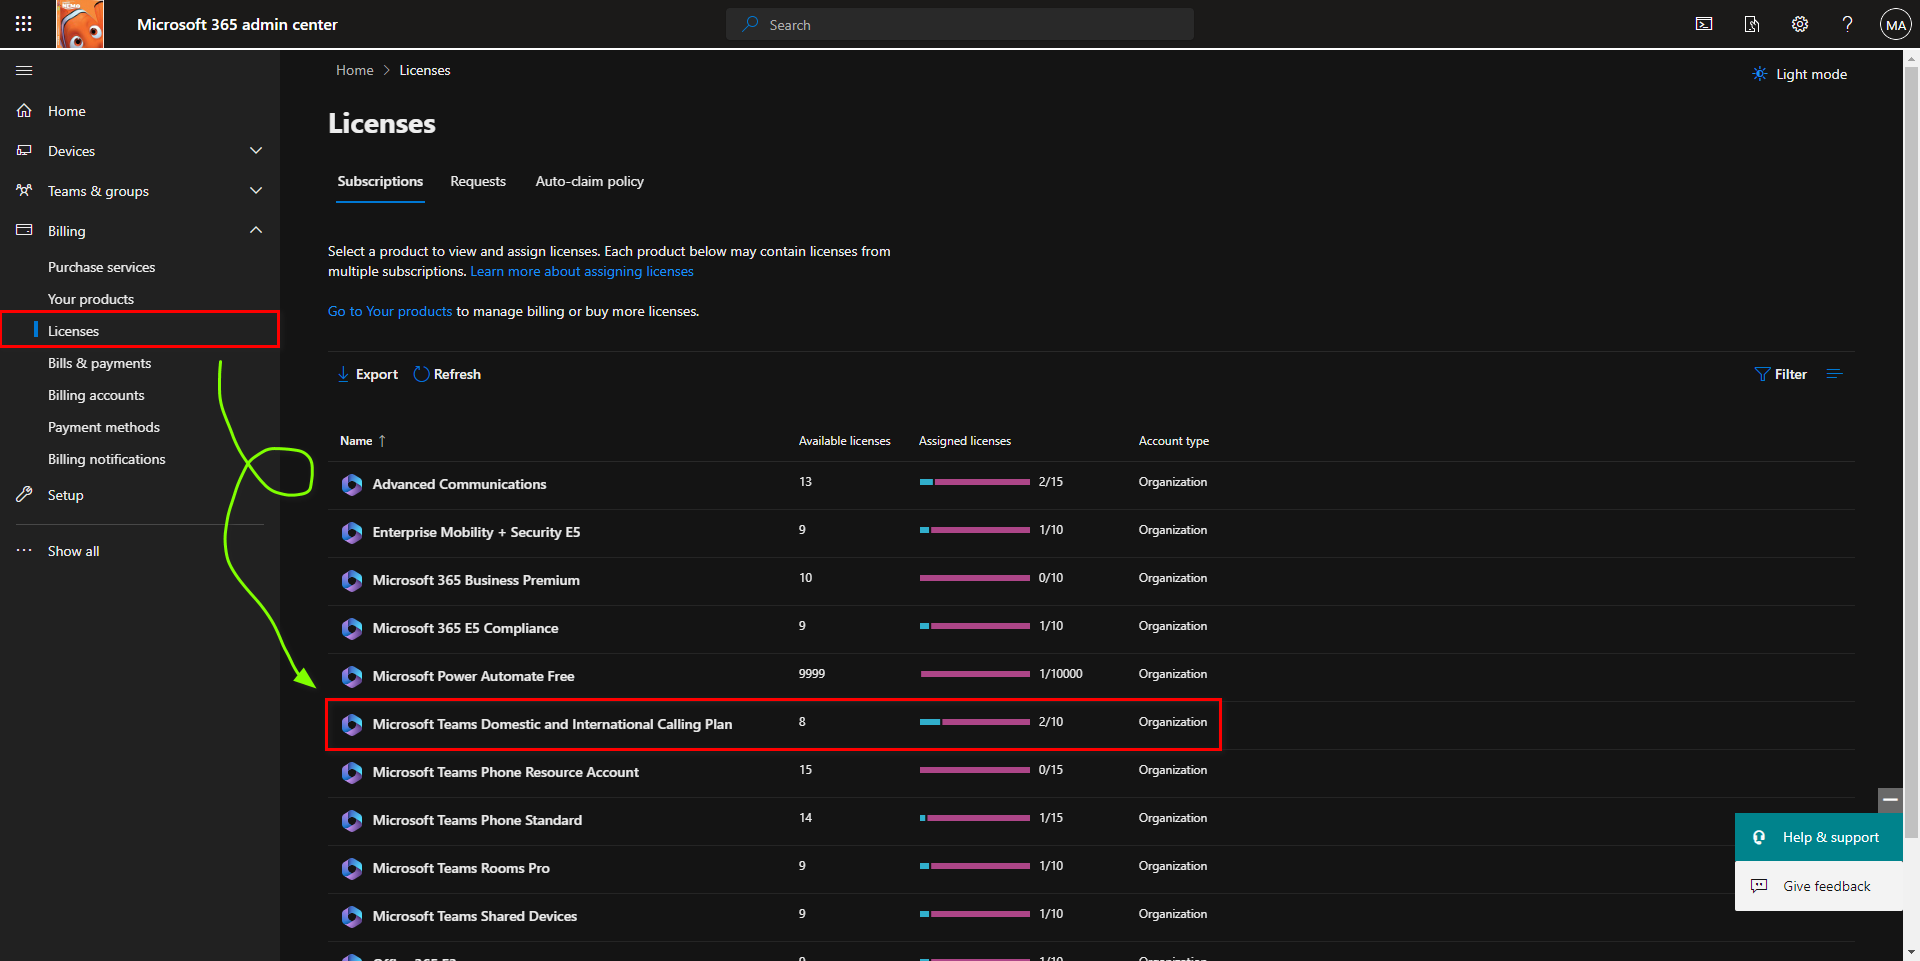 NEMO
Microsoft 365 admin center
Search
MA
Home
Devices
Teams & groups
Billing
Purchase services
Your products
Licenses
Bills & payments
Billing accounts
Payment methods
Billing notifications
Setup
Show all
Home > Licenses
Light mode
Licenses
Subscriptions Requests Auto-claim policy
Select a product to view and assign licenses. Each product below may contain licenses from
multiple subscriptions. Learn more about assigning licenses
Go to Your products to manage billing or buy more licenses.
Export Refresh Filter
Name ↑ Available licenses Assigned licenses Account type
Advanced Communications 13 2/15 Organization
Enterprise Mobility + Security E5 9 1/10 Organization
Microsoft 365 Business Premium 10 0/10 Organization
Microsoft 365 E5 Compliance 9 1/10 Organization
Microsoft Power Automate Free 9999 1/10000 Organization
Microsoft Teams Domestic and International Calling Plan 8 2/10 Organization
Microsoft Teams Phone Resource Account 15 0/15 Organization
Microsoft Teams Phone Standard 14 1/15 Organization
Microsoft Teams Rooms Pro 9 1/10 Organization
Microsoft Teams Shared Devices 9 1/10 Organization
Help & support
Give feedback